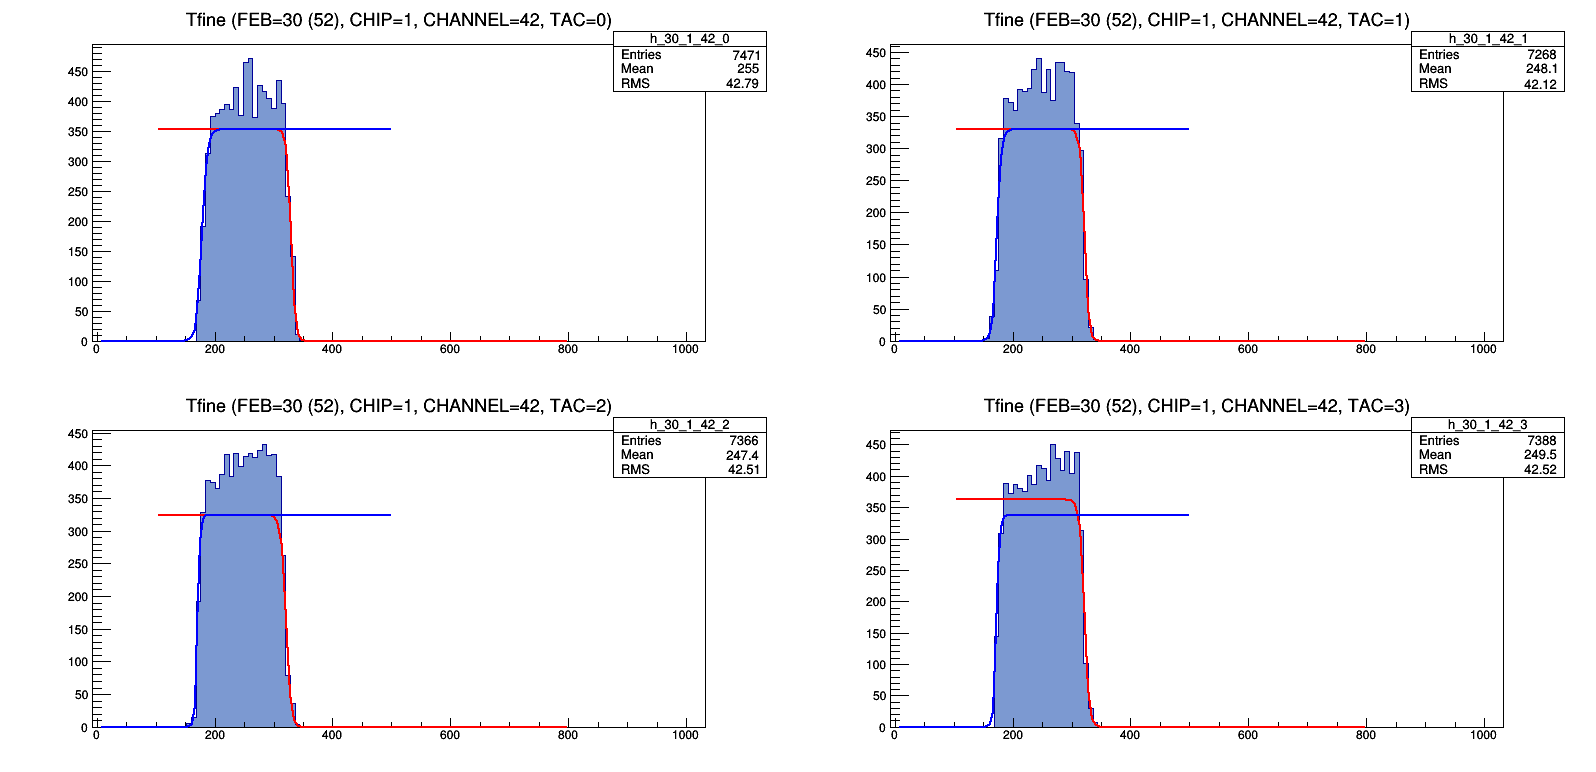 Tfine (FEB=30 (52), CHIP=1, CHANNEL=42, TAC=0)
h_30_1_42_0
Entries 7471
Mean 255
RMS 42.79
450
400
350
300
250
200
150
100
50
0
0 200 400 600 800 1000
Tfine (FEB=30 (52), CHIP=1, CHANNEL=42, TAC=1)
h_30_1_42_1
Entries 7268
Mean 248.1
RMS 42.12
450
400
350
300
250
200
150
100
50
0
0 200 400 600 800 1000
Tfine (FEB=30 (52), CHIP=1, CHANNEL=42, TAC=2)
h_30_1_42_2
Entries 7366
Mean 247.4
RMS 42.51
450
400
350
300
250
200
150
100
50
0
0 200 400 600 800 1000
Tfine (FEB=30 (52), CHIP=1, CHANNEL=42, TAC=3)
h_30_1_42_3
Entries 7388
Mean 249.5
RMS 42.52
450
400
350
300
250
200
150
100
50
0
0 200 400 600 800 1000